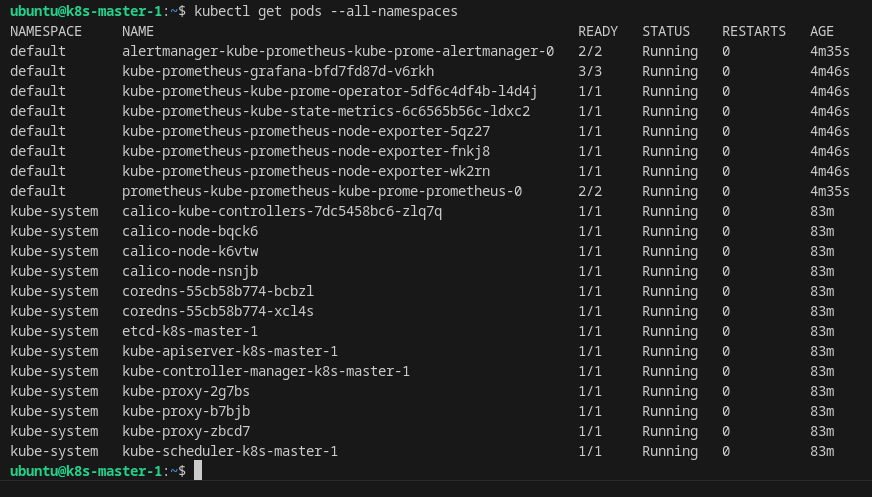 ubuntu@k8s-master-1:~$ kubectl get pods --all-namespaces
NAMESPACE NAME READY STATUS RESTARTS AGE
default alertmanager-kube-prometheus-kube-prome-alertmanager-0 2/2 Running 0 4m35s
default kube-prometheus-grafana-bfd7fd87d-v6rkh 3/3 Running 0 4m46s
default kube-prometheus-kube-prome-operator-5df6c4df4b-l4d4j 1/1 Running 0 4m46s
default kube-prometheus-kube-state-metrics-6c6565b56c-ldxc2 1/1 Running 0 4m46s
default kube-prometheus-prometheus-node-exporter-5qz27 1/1 Running 0 4m46s
default kube-prometheus-prometheus-node-exporter-fnkj8 1/1 Running 0 4m46s
default kube-prometheus-prometheus-node-exporter-wk2rn 1/1 Running 0 4m46s
default prometheus-kube-prometheus-kube-prome-prometheus-0 2/2 Running 0 4m35s
kube-system calico-kube-controllers-7dc5458bc6-zlq7q 1/1 Running 0 83m
kube-system calico-node-bqck6 1/1 Running 0 83m
kube-system calico-node-k6vtw 1/1 Running 0 83m
kube-system calico-node-nsnjb 1/1 Running 0 83m
kube-system coredns-55cb58b774-bcbzl 1/1 Running 0 83m
kube-system coredns-55cb58b774-xcl4s 1/1 Running 0 83m
kube-system etcd-k8s-master-1 1/1 Running 0 83m
kube-system kube-apiserver-k8s-master-1 1/1 Running 0 83m
kube-system kube-controller-manager-k8s-master-1 1/1 Running 0 83m
kube-system kube-proxy-2g7bs 1/1 Running 0 83m
kube-system kube-proxy-b7bjb 1/1 Running 0 83m
kube-system kube-proxy-zbcd7 1/1 Running 0 83m
kube-system kube-scheduler-k8s-master-1 1/1 Running 0 83m
ubuntu@k8s-master-1:~$